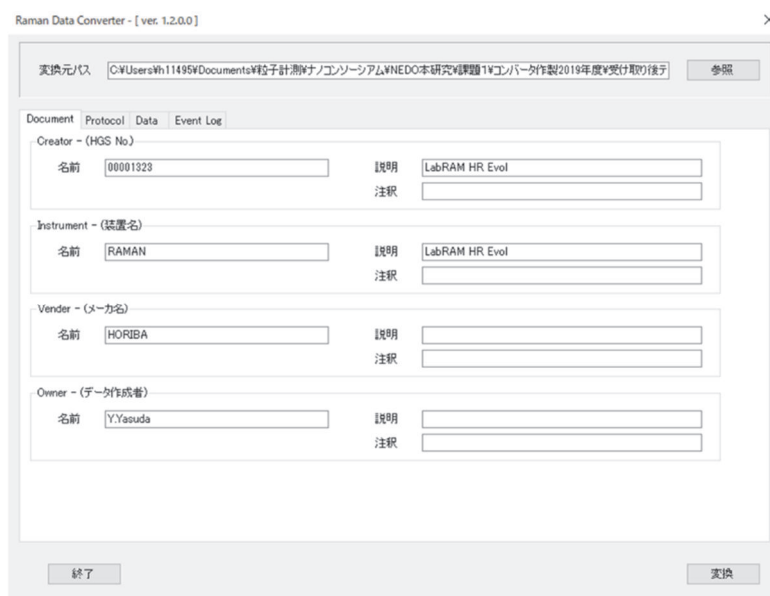 Raman Data Converter - [ ver. 1.2.0.0 ]
変換元パス C:¥Users¥h11495¥Documents¥粒子計測¥ナノコンソーシアム¥NEDO本研究¥課題1¥コンバータ作製2019年度¥受け取り後テ 参照
Document Protocol Data Event Log
Creator - (HGS No.)
名前 00001323 説明 LabRAM HR Evol
注釈
Instrument - (装置名)
名前 RAMAN 説明 LabRAM HR Evol
注釈
Vender - (メーカ名)
名前 HORIBA 説明
注釈
Owner - (データ作成者)
名前 Y.Yasuda 説明
注釈
終了 変換